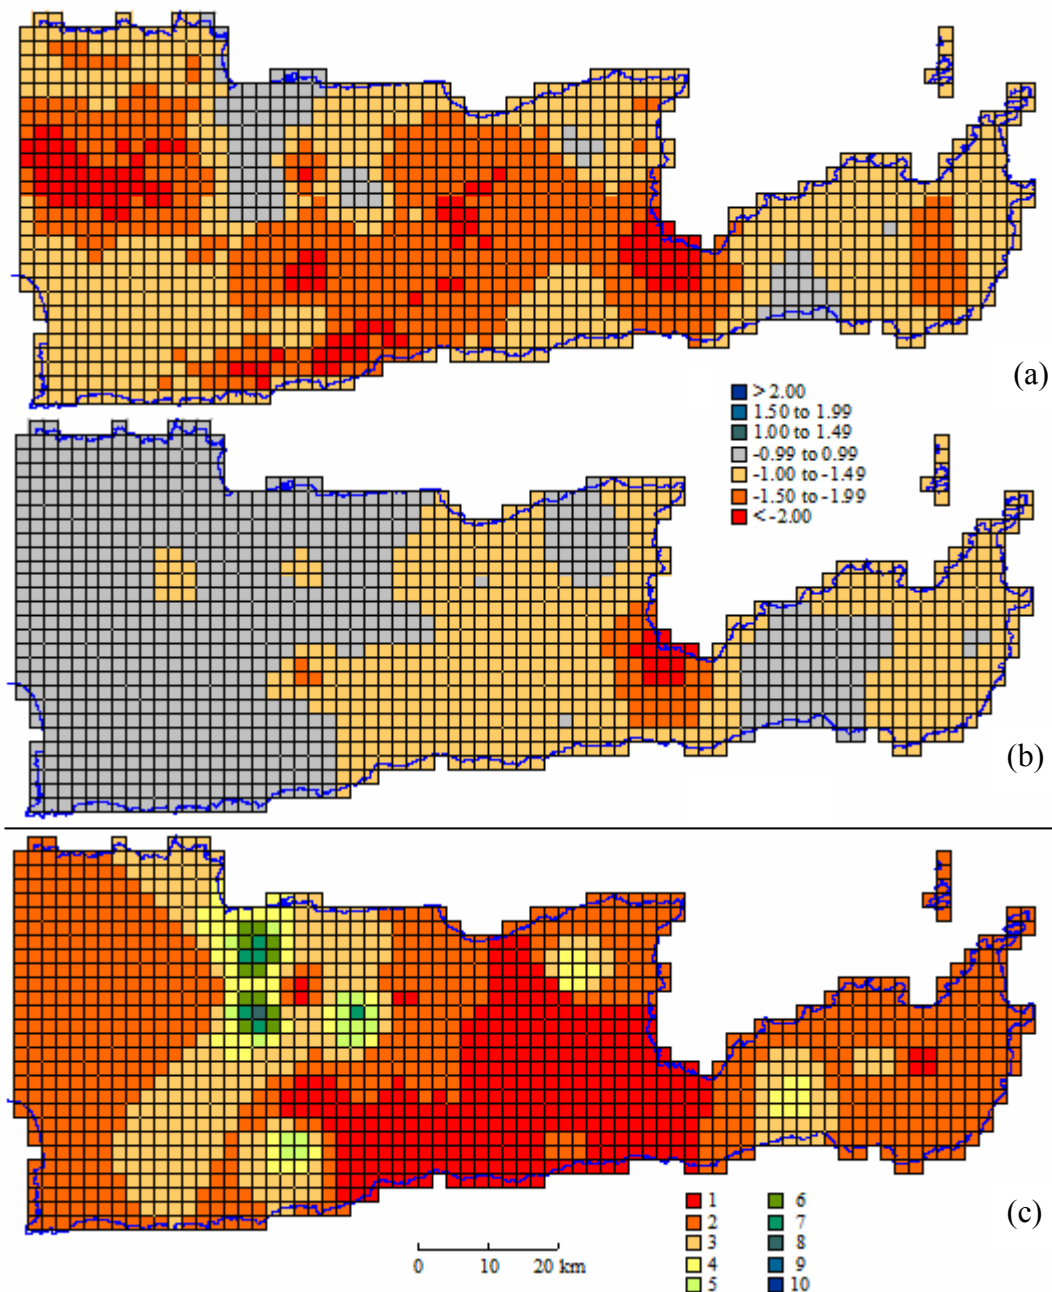 (a)
> 2.00
1.50 to 1.99
1.00 to 1.49
-0.99 to 0.99
-1.00 to -1.49
-1.50 to -1.99
< -2.00
(b)
(c)
1 6
2 7
3 8
4 9
5 10
0 10 20 km